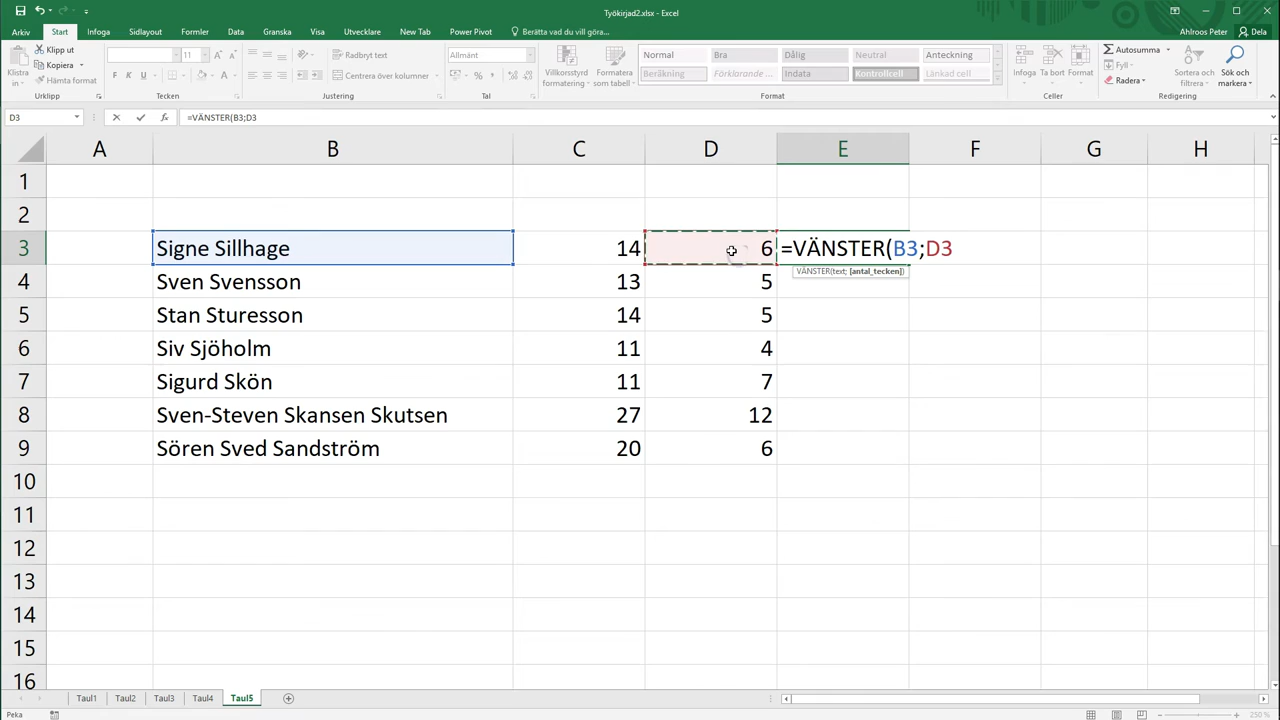 Työkirjad2.xlsx - Excel
Ahlroos Peter
Dela
Arkiv Start Infoga Sidlayout Formler Data Granska Visa Utvecklare New Tab Power Pivot Berätta vad du vill göra...
Klistra in
Klipp ut
Kopiera
Hämta format
Urklipp
11
F K U
Tecken
Radbryt text
Centrera över kolumner
Justering
Allmänt
Tal
Villkorsstyrd formatering
Formatera som tabell
Normal Bra Dålig Neutral Anteckning
Beräkning Förklarande ... Indata Kontrollcell Länkad cell
Format
Infoga Ta bort Format
Celler
Autosumma
Fyll
Radera
Sortera och filtrera
Sök och markera
Redigering
D3 =VÄNSTER(B3;D3
A B C D E F G H
1
2
3 Signe Sillhage 14 6 =VÄNSTER(B3;D3
VÄNSTER(text; [antal_tecken])
4 Sven Svensson 13 5
5 Stan Sturesson 14 5
6 Siv Sjöholm 11 4
7 Sigurd Skön 11 7
8 Sven-Steven Skansen Skutsen 27 12
9 Sören Sved Sandström 20 6
10
11
12
13
14
15
16
Taul1 Taul2 Taul3 Taul4 Taul5
Peka
250 %